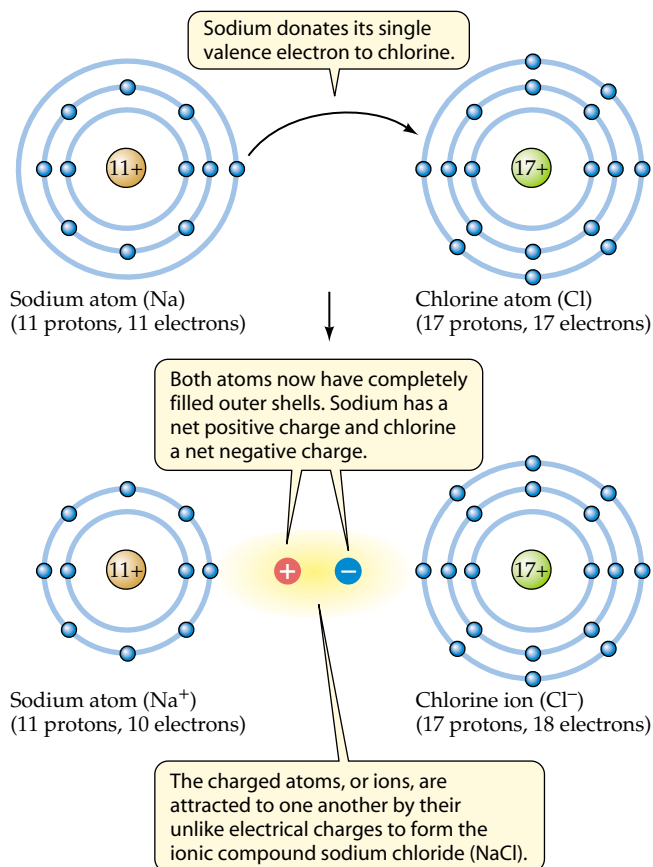 Sodium donates its single
valence electron to chlorine.
11+
17+
Sodium atom (Na)
(11 protons, 11 electrons)
Chlorine atom (Cl)
(17 protons, 17 electrons)
Both atoms now have completely
filled outer shells. Sodium has a
net positive charge and chlorine
a net negative charge.
11+
+
−
17+
Sodium atom (Na⁺)
(11 protons, 10 electrons)
Chlorine ion (Cl⁻)
(17 protons, 18 electrons)
The charged atoms, or ions, are
attracted to one another by their
unlike electrical charges to form the
ionic compound sodium chloride (NaCl).